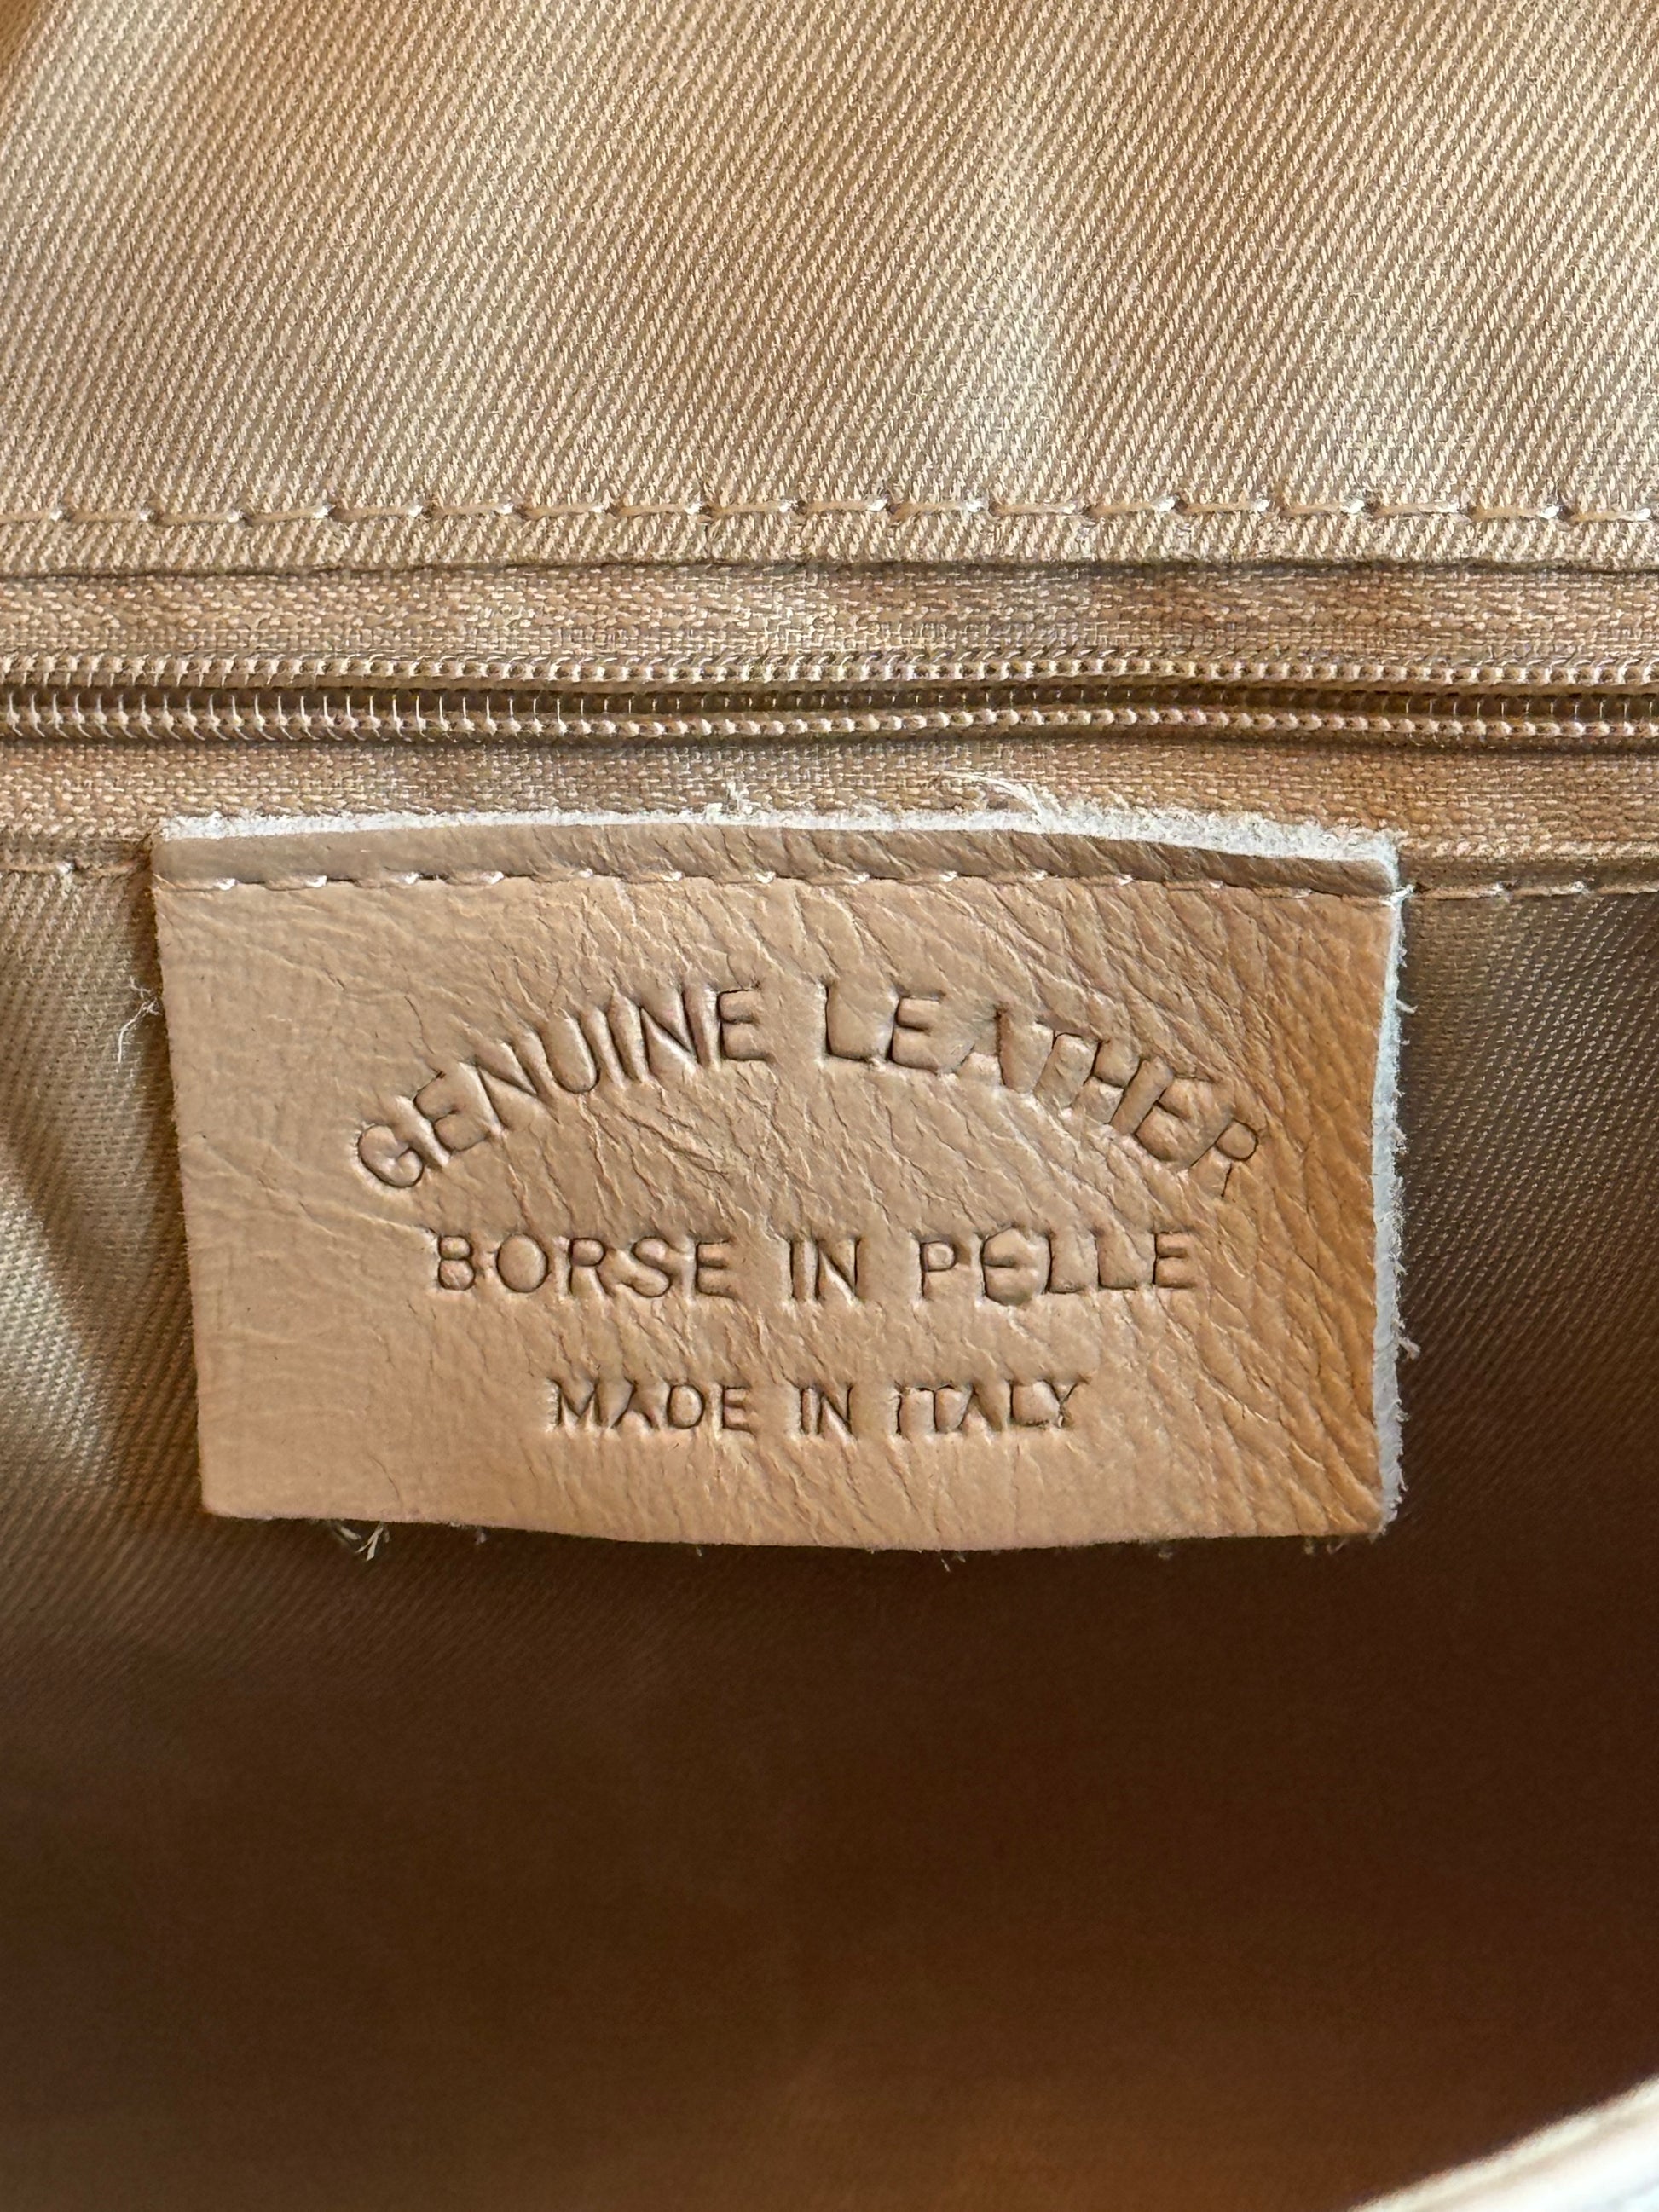 GENUINE LEATHER
BORSE IN PELLE
MADE IN ITALY